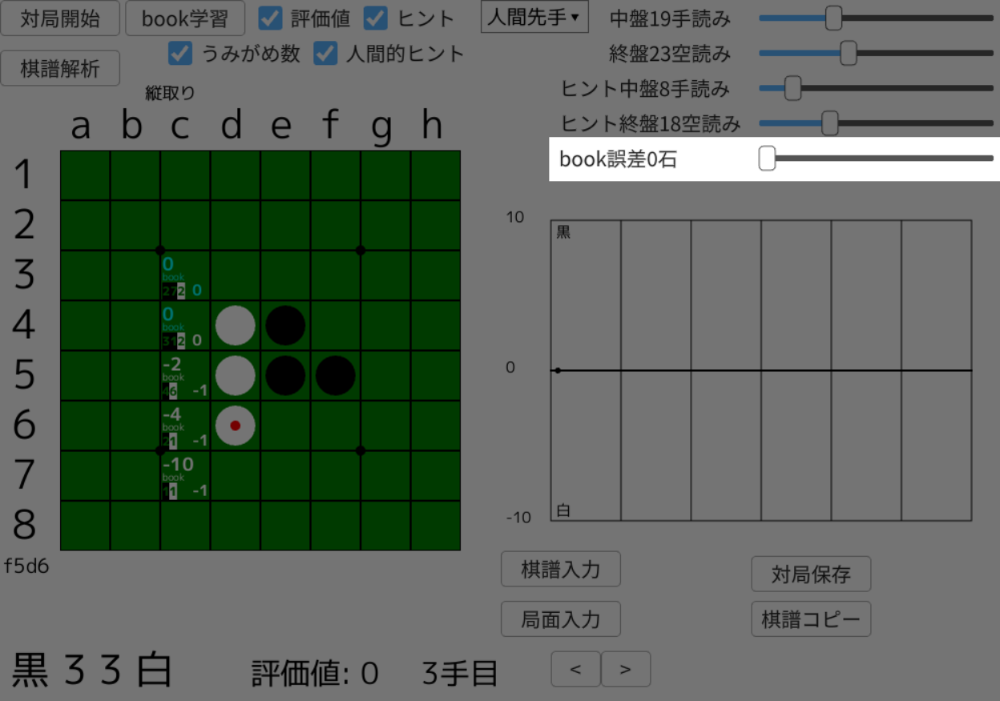 対局開始 book学習 評価値 ヒント 人間先手▼ 中盤19手読み
うみがめ数 人間的ヒント 終盤23空読み
棋譜解析 ヒント中盤8手読み
縦取り ヒント終盤18空読み
a b c d e f g h
book誤差0石
1
2
10
黒
3
0
book
272 0
4
0
book
312 0
5
-2
book
46 -1
0
6
-4
book
21 -1
7
-10
book
11 -1
8
白
-10
f5d6
棋譜入力 対局保存
局面入力 棋譜コピー
黒 3 3 白 評価値: 0 3手目 < >